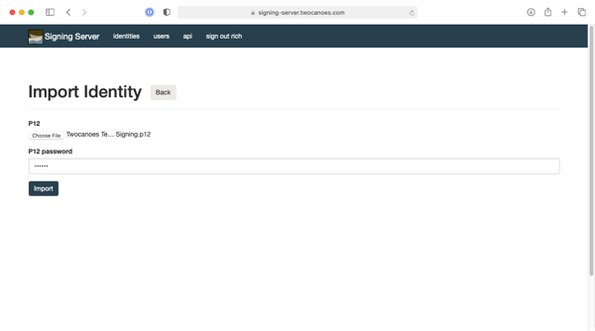 signing-server.twocanoes.com
Signing Server identities users api sign out rich
Import Identity Back
P12
Choose File Twocanoes Te... Signing.p12
P12 password
••••••
Import